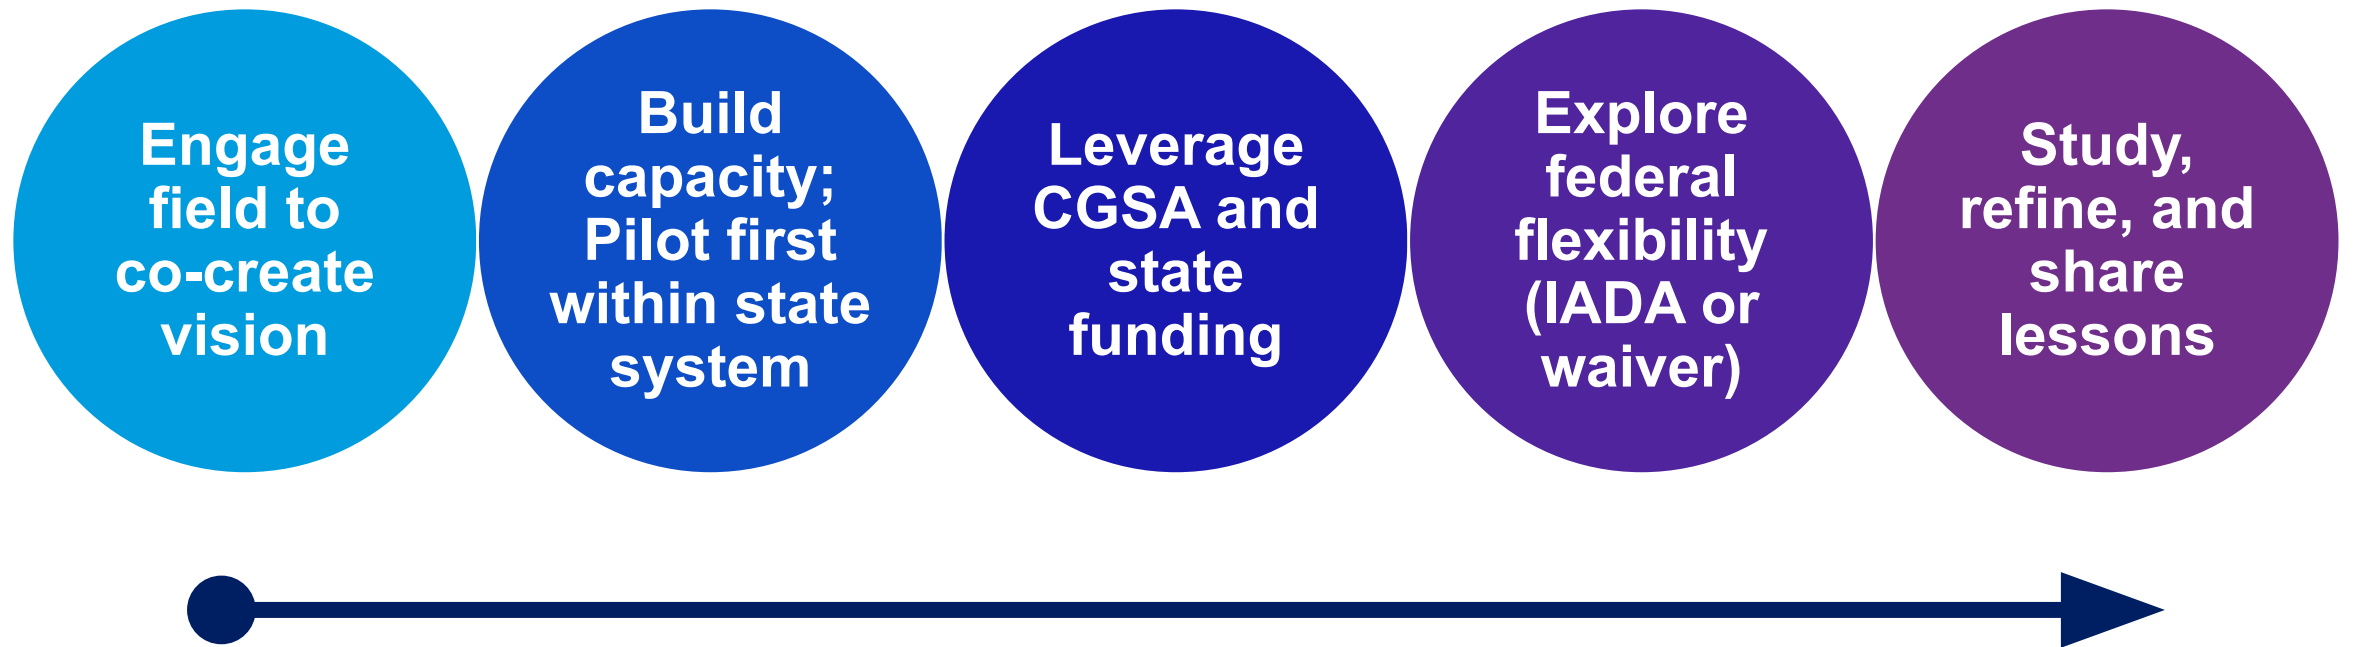 Engage
field to
co-create
vision
Build
capacity;
Pilot first
within state
system
Leverage
CGSA and
state
funding
Explore
federal
flexibility
(IADA or
waiver)
Study,
refine, and
share
lessons